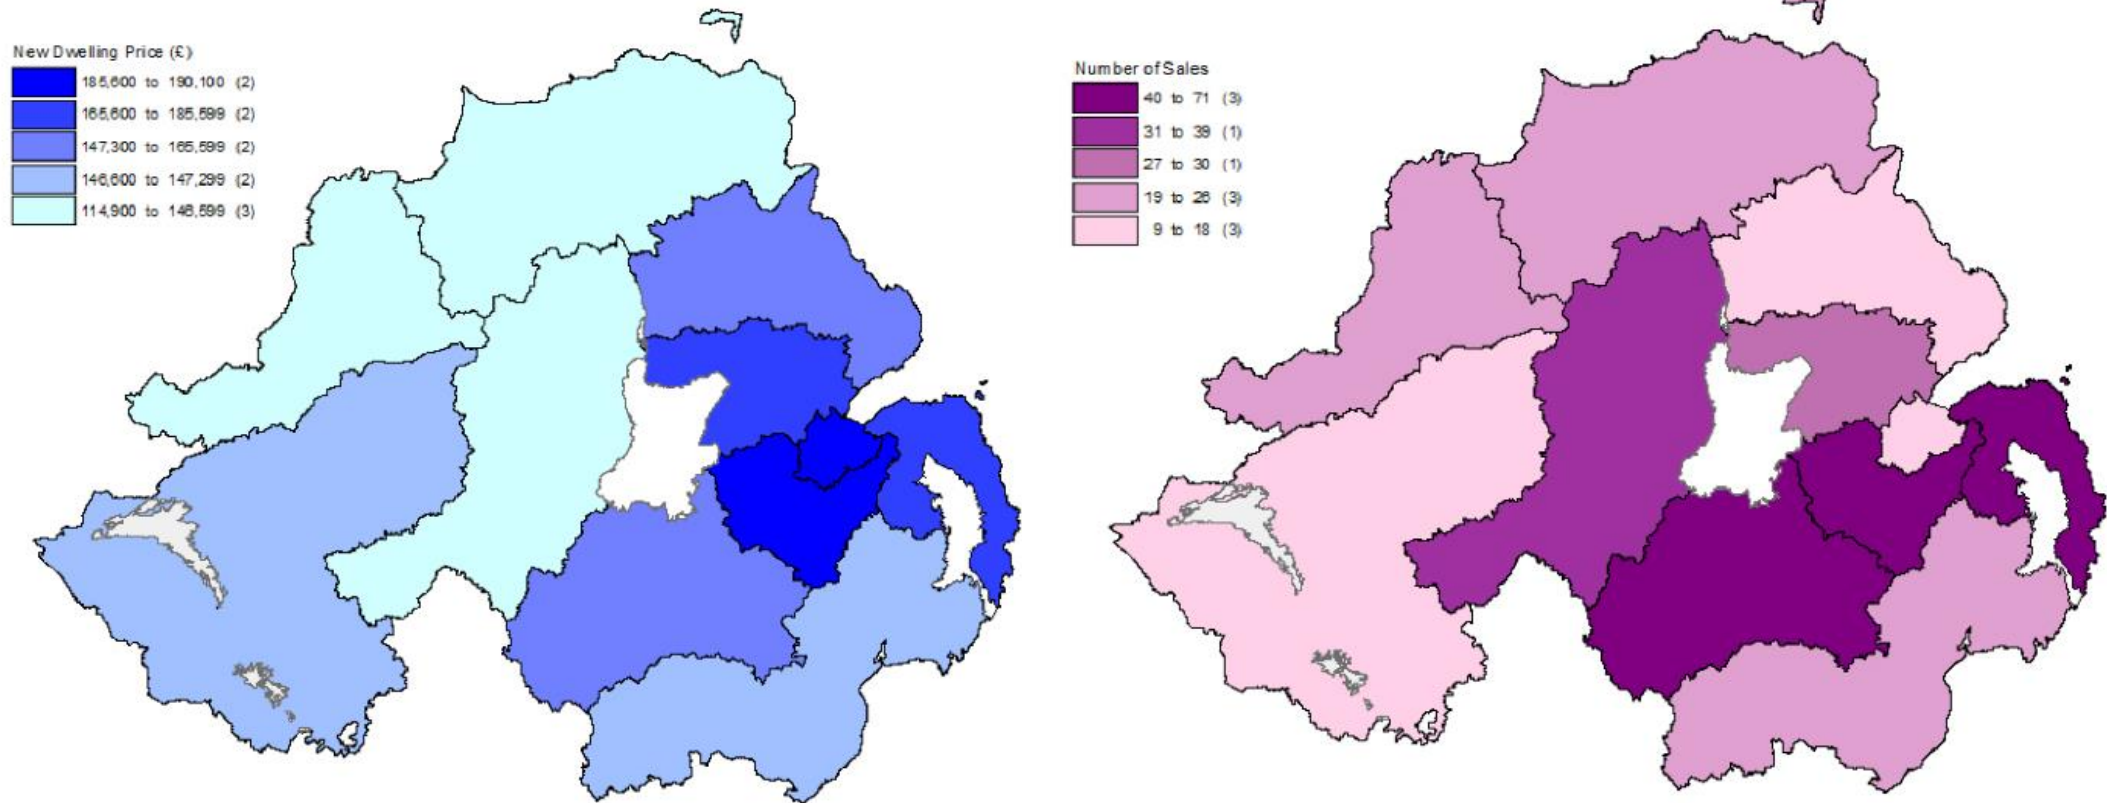 New Dwelling Price (£)
185,600 to 190,100 (2)
165,600 to 185,599 (2)
147,300 to 165,599 (2)
146,600 to 147,299 (2)
114,900 to 146,599 (3)
Number of Sales
40 to 71 (3)
31 to 39 (1)
27 to 30 (1)
19 to 26 (3)
9 to 18 (3)